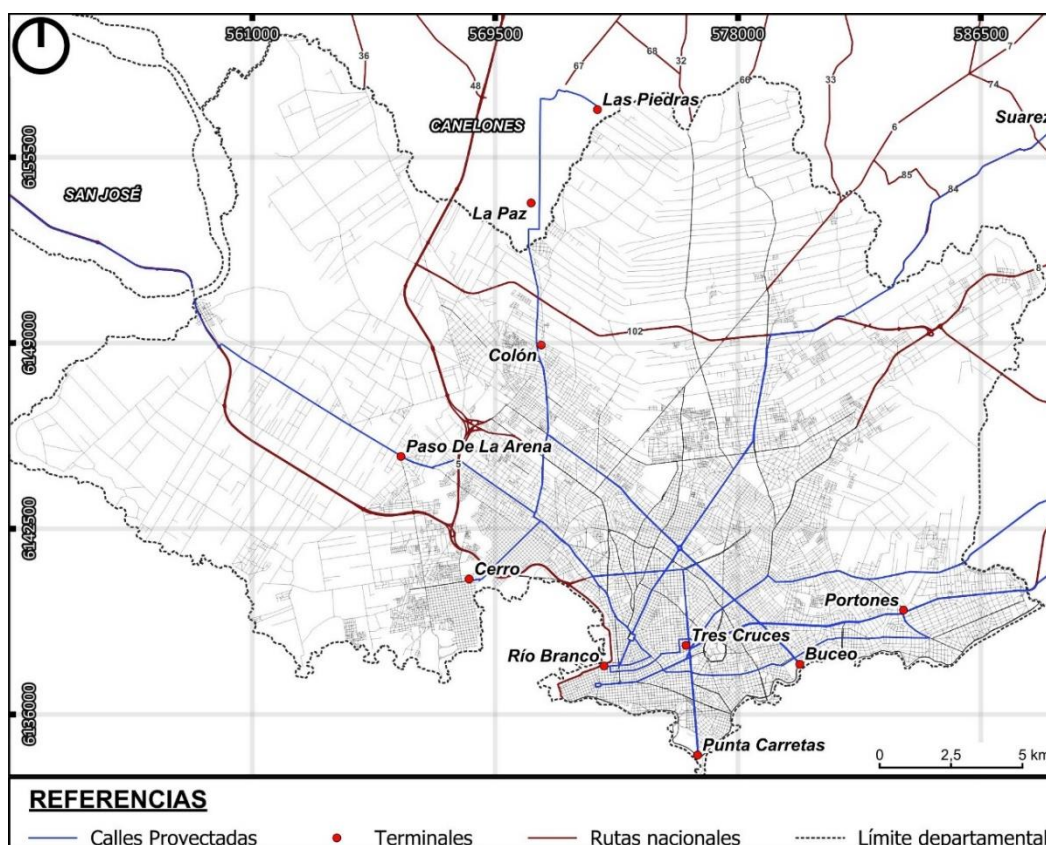 561000 569500 578000 586500
36
48
67
68
32
66
33
7
74
Las Piedras
CANELONES
6
Suarez
6155500
SAN JOSÉ
85
84
La Paz
8
102
6149000
Colón
Paso De La Arena
5
6142500
Cerro
Portones
Tres Cruces
Río Branco
Buceo
6136000
Punta Carretas
0 2,5 5 km
REFERENCIAS
Calles Proyectadas Terminales Rutas nacionales Límite departamental